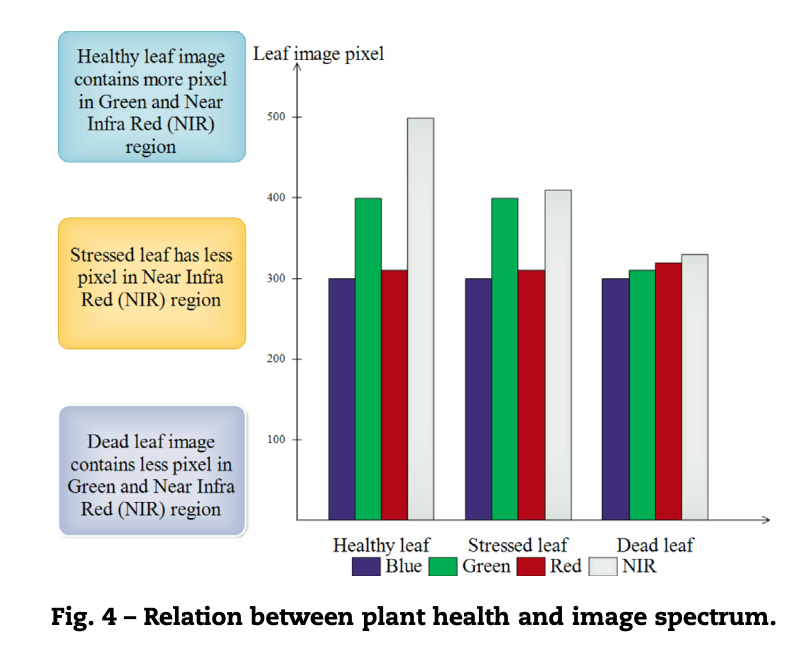 Healthy leaf image
contains more pixel
in Green and Near
Infra Red (NIR)
region
Stressed leaf has less
pixel in Near Infra
Red (NIR) region
Dead leaf image
contains less pixel in
Green and Near Infra
Red (NIR) region
Leaf image pixel
500
400
300
200
100
Healthy leaf Stressed leaf Dead leaf
Blue Green Red NIR
Fig. 4 – Relation between plant health and image spectrum.